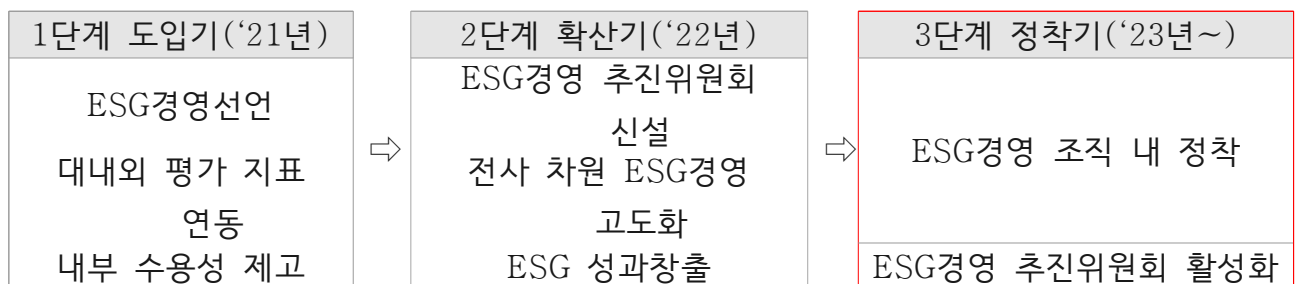 1단계 도입기(‘21년)
ESG경영선언
대내외 평가 지표
연동
내부 수용성 제고
⇨
2단계 확산기(‘22년)
ESG경영 추진위원회
신설
전사 차원 ESG경영
고도화
ESG 성과창출
⇨
3단계 정착기(‘23년~)
ESG경영 조직 내 정착
ESG경영 추진위원회 활성화